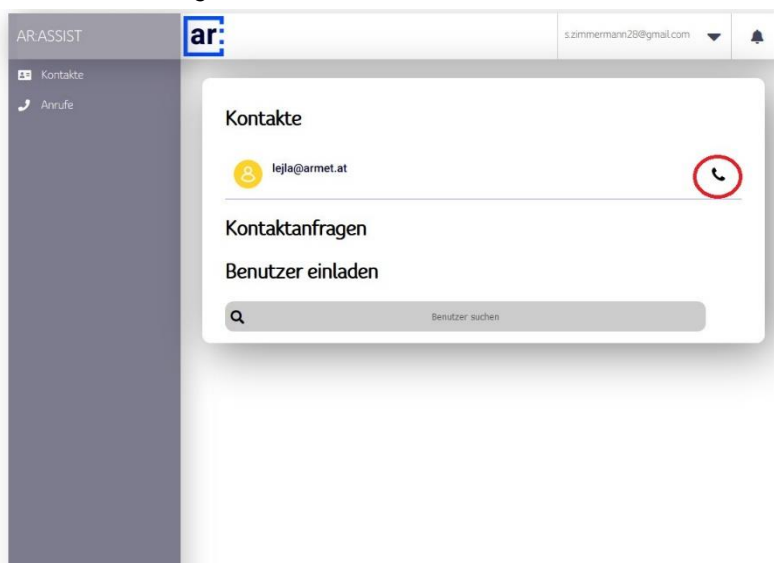 AR:ASSIST
ar:
s.zimmermann28@gmail.com
Kontakte
Anrufe
Kontakte
lejla@armet.at
Kontaktanfragen
Benutzer einladen
Benutzer suchen